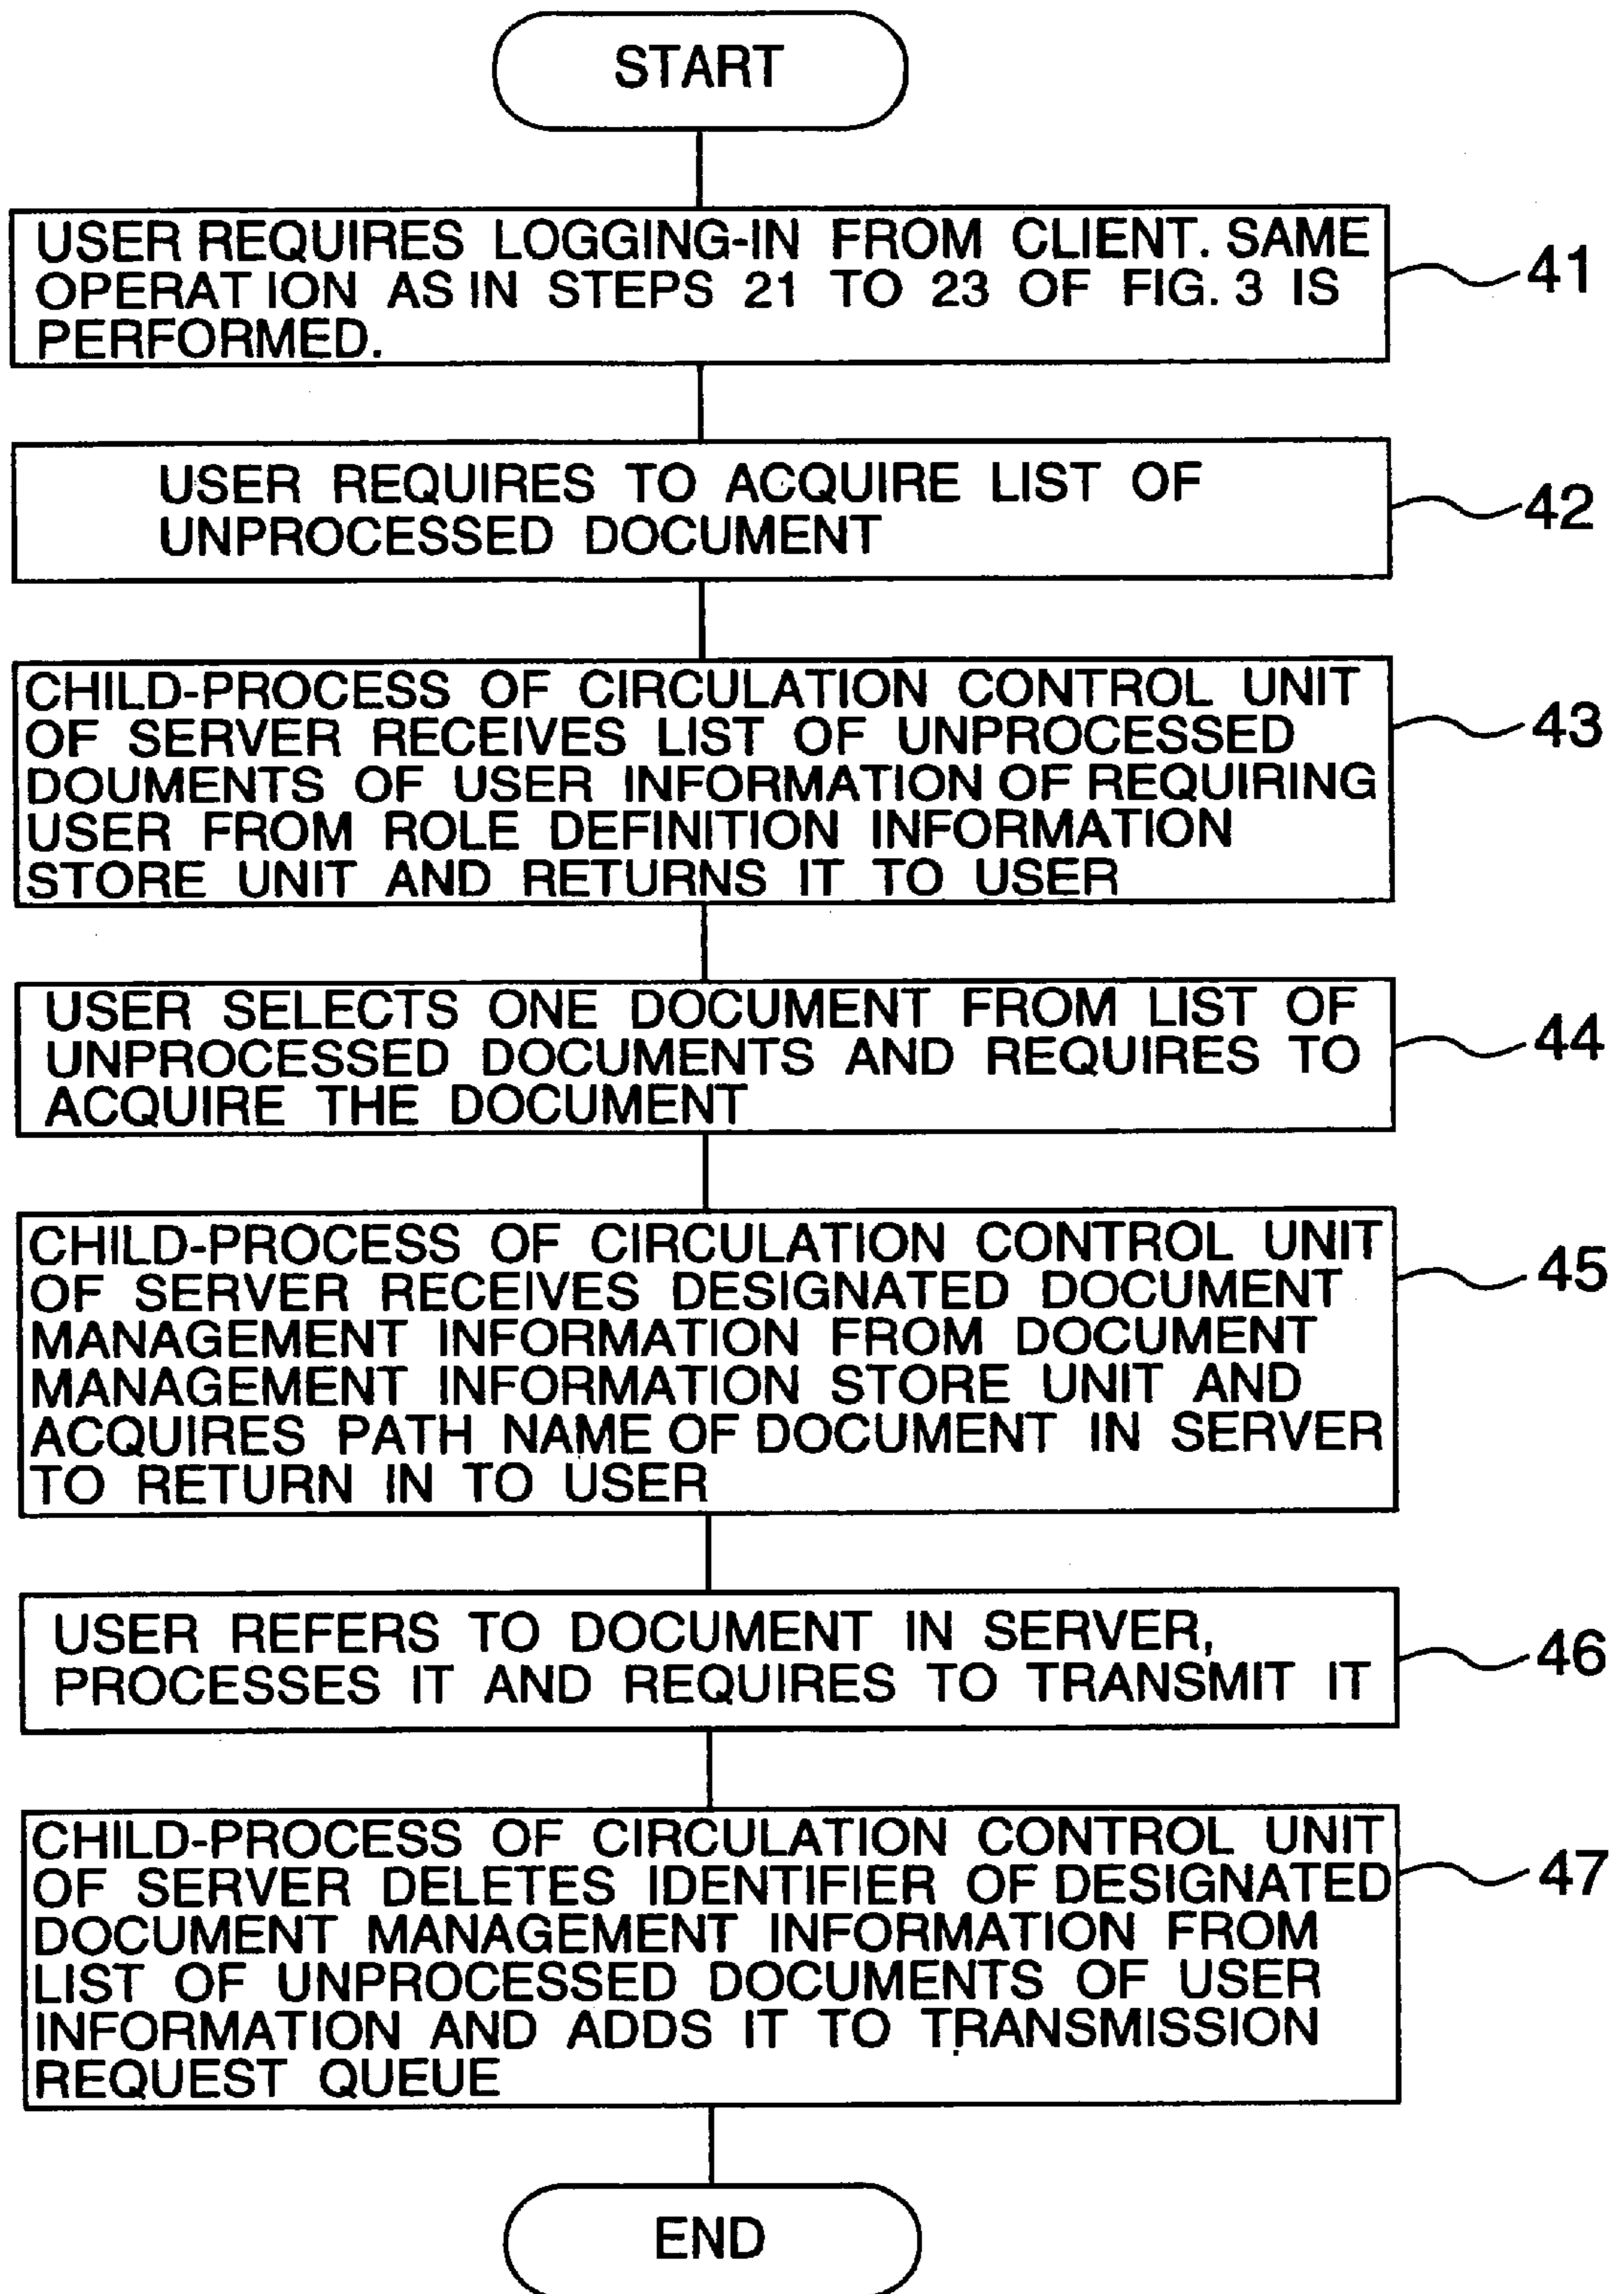 START
USER REQUIRES LOGGING-IN FROM CLIENT. SAME
OPERATION AS IN STEPS 21 TO 23 OF FIG. 3 IS
PERFORMED.
41
USER REQUIRES TO ACQUIRE LIST OF
UNPROCESSED DOCUMENT
42
CHILD-PROCESS OF CIRCULATION CONTROL UNIT
OF SERVER RECEIVES LIST OF UNPROCESSED
DOUMENTS OF USER INFORMATION OF REQUIRING
USER FROM ROLE DEFINITION INFORMATION
STORE UNIT AND RETURNS IT TO USER
43
USER SELECTS ONE DOCUMENT FROM LIST OF
UNPROCESSED DOCUMENTS AND REQUIRES TO
ACQUIRE THE DOCUMENT
44
CHILD-PROCESS OF CIRCULATION CONTROL UNIT
OF SERVER RECEIVES DESIGNATED DOCUMENT
MANAGEMENT INFORMATION FROM DOCUMENT
MANAGEMENT INFORMATION STORE UNIT AND
ACQUIRES PATH NAME OF DOCUMENT IN SERVER
TO RETURN IN TO USER
45
USER REFERS TO DOCUMENT IN SERVER,
PROCESSES IT AND REQUIRES TO TRANSMIT IT
46
CHILD-PROCESS OF CIRCULATION CONTROL UNIT
OF SERVER DELETES IDENTIFIER OF DESIGNATED
DOCUMENT MANAGEMENT INFORMATION FROM
LIST OF UNPROCESSED DOCUMENTS OF USER
INFORMATION AND ADDS IT TO TRANSMISSION
REQUEST QUEUE
47
END